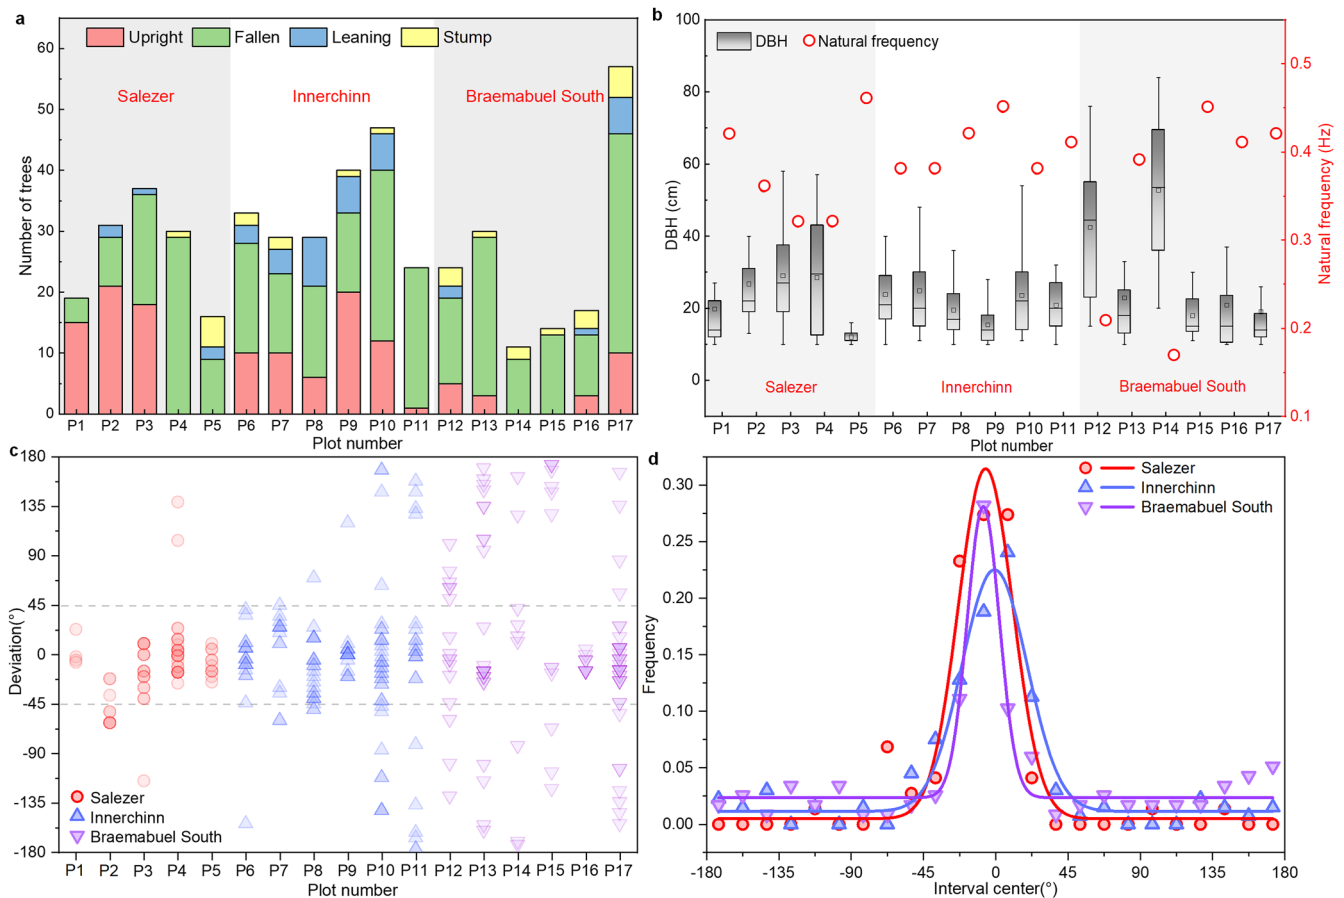 a
Upright Fallen Leaning Stump
Salezer Innerchinn Braemabuel South
Number of trees
60
50
40
30
20
10
0
P1 P2 P3 P4 P5 P6 P7 P8 P9 P10 P11 P12 P13 P14 P15 P16 P17
Plot number
b
DBH Natural frequency
DBH (cm)
100
80
60
40
20
0
Natural frequency (Hz)
0.5
0.4
0.3
0.2
0.1
Salezer Innerchinn Braemabuel South
P1 P2 P3 P4 P5 P6 P7 P8 P9 P10 P11 P12 P13 P14 P15 P16 P17
Plot number
c
Deviation(°)
180
135
90
45
0
-45
-90
-135
-180
Salezer
Innerchinn
Braemabuel South
P1 P2 P3 P4 P5 P6 P7 P8 P9 P10 P11 P12 P13 P14 P15 P16 P17
Plot number
d
Salezer
Innerchinn
Braemabuel South
Frequency
0.30
0.25
0.20
0.15
0.10
0.05
0.00
-180 -135 -90 -45 0 45 90 135 180
Interval center(°)